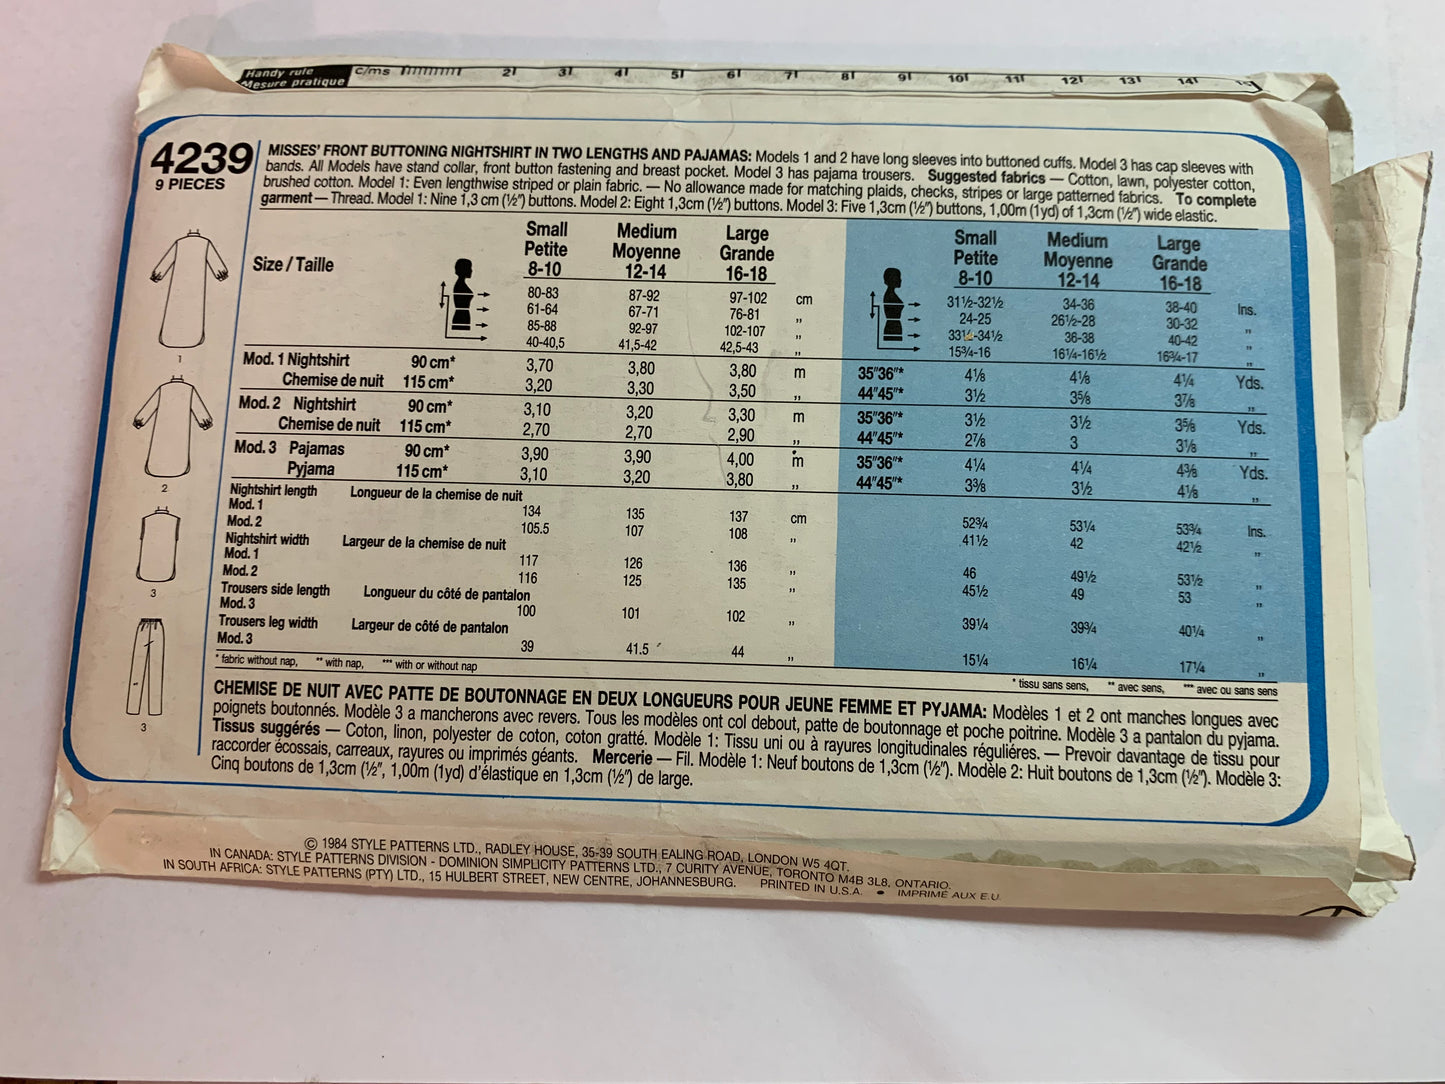 Handy rule
Mesure pratique
c/ms 2 3 4 5 6 7 8 9 10 11 12 13 14 15
4239
9 PIECES
MISSES' FRONT BUTTONING NIGHTSHIRT IN TWO LENGTHS AND PAJAMAS: Models 1 and 2 have long sleeves into buttoned cuffs. Model 3 has cap sleeves with
bands. All Models have stand collar, front button fastening and breast pocket. Model 3 has pajama trousers. Suggested fabrics — Cotton, lawn, polyester cotton,
brushed cotton. Model 1: Even lengthwise striped or plain fabric. — No allowance made for matching plaids, checks, stripes or large patterned fabrics. To complete
garment — Thread. Model 1: Nine 1,3 cm (½") buttons. Model 2: Eight 1,3cm (½") buttons. Model 3: Five 1,3cm (½") buttons, 1,00m (1yd) of 1,3cm (½") wide elastic.
Small Medium Large Small Medium Large
Size / Taille Petite Moyenne Grande Petite Moyenne Grande
8-10 12-14 16-18 8-10 12-14 16-18
80-83 87-92 97-102 cm 31½-32½ 34-36 38-40 Ins.
61-64 67-71 76-81 ,, 24-25 26½-28 30-32 ,,
85-88 92-97 102-107 ,, 33½-34½ 36-38 40-42 ,,
40-40,5 41,5-42 42,5-43 ,, 15¾-16 16¼-16½ 16¾-17 ,,
Mod. 1 Nightshirt 90 cm* 3,70 3,80 3,80 m 35"36"* 4⅛ 4⅛ 4¼ Yds.
Chemise de nuit 115 cm* 3,20 3,30 3,50 ,, 44"45"* 3½ 3⅝ 3⅞ ,,
Mod. 2 Nightshirt 90 cm* 3,10 3,20 3,30 m 35"36"* 3½ 3½ 3⅝ Yds.
Chemise de nuit 115 cm* 2,70 2,70 2,90 ,, 44"45"* 2⅞ 3 3⅛ ,,
Mod. 3 Pajamas 90 cm* 3,90 3,90 4,00 m 35"36"* 4¼ 4¼ 4⅜ Yds.
Pyjama 115 cm* 3,10 3,20 3,80 ,, 44"45"* 3⅜ 3½ 4⅛ ,,
Nightshirt length Longueur de la chemise de nuit
Mod. 1 134 135 137 cm 52¾ 53¼ 53¾ Ins.
Mod. 2 105.5 107 108 ,, 41½ 42 42½ ,,
Nightshirt width Largeur de la chemise de nuit
Mod. 1 117 126 136 ,, 46 49½ 53½ ,,
Mod. 2 116 125 135 ,, 45½ 49 53 ,,
Trousers side length Longueur du côté de pantalon
Mod. 3 100 101 102 ,, 39¼ 39¾ 40¼ ,,
Trousers leg width Largeur de côté de pantalon
Mod. 3 39 41.5 44 ,, 15¼ 16¼ 17¼ ,,
* fabric without nap, ** with nap, *** with or without nap * tissu sans sens, ** avec sens, *** avec ou sans sens
1
2
3
3
CHEMISE DE NUIT AVEC PATTE DE BOUTONNAGE EN DEUX LONGUEURS POUR JEUNE FEMME ET PYJAMA: Modèles 1 et 2 ont manches longues avec
poignets boutonnés. Modèle 3 a mancherons avec revers. Tous les modèles ont col debout, patte de boutonnage et poche poitrine. Modèle 3 a pantalon du pyjama.
Tissus suggérés — Coton, linon, polyester de coton, coton gratté. Modèle 1: Tissu uni ou à rayures longitudinales régulières. — Prevoir davantage de tissu pour
raccorder écossais, carreaux, rayures ou imprimés géants. Mercerie — Fil. Modèle 1: Neuf boutons de 1,3cm (½"). Modèle 2: Huit boutons de 1,3cm (½"). Modèle 3:
Cinq boutons de 1,3cm (½", 1,00m (1yd) d'élastique en 1,3cm (½") de large.
© 1984 STYLE PATTERNS LTD., RADLEY HOUSE, 35-39 SOUTH EALING ROAD, LONDON W5 4QT.
IN CANADA: STYLE PATTERNS DIVISION - DOMINION SIMPLICITY PATTERNS LTD., 7 CURITY AVENUE, TORONTO M4B 3L8, ONTARIO.
IN SOUTH AFRICA: STYLE PATTERNS (PTY) LTD., 15 HULBERT STREET, NEW CENTRE, JOHANNESBURG. PRINTED IN U.S.A. • IMPRIMÉ AUX E.U.